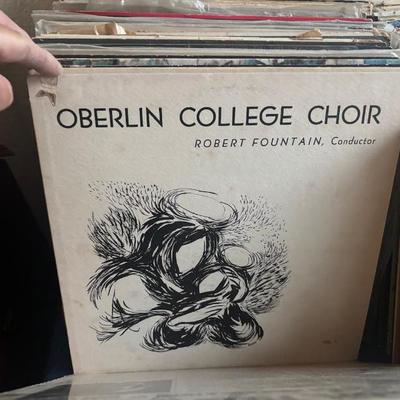 OBERLIN COLLEGE CHOIR
ROBERT FOUNTAIN, Conductor